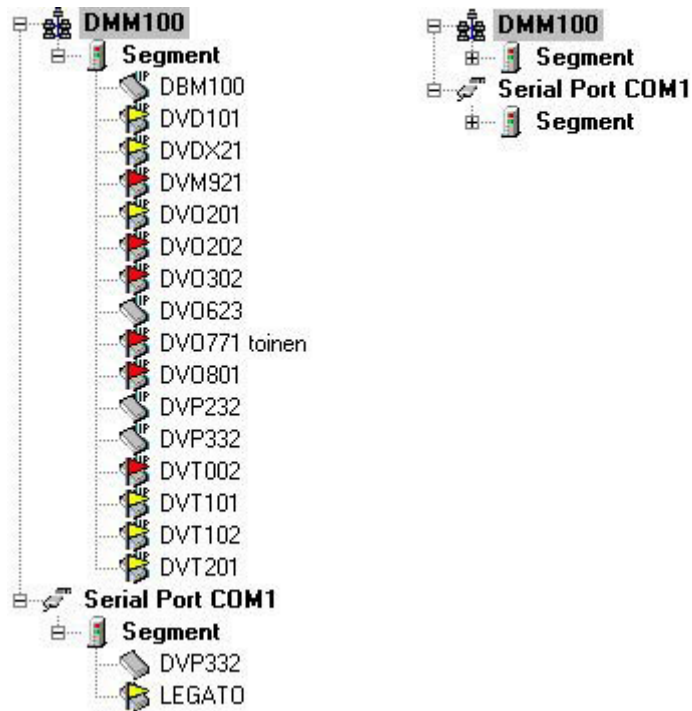 DMM100
Segment
DBM100
DVD101
DVDX21
DVM921
DVO201
DVO202
DVO302
DVO623
DVO771 toinen
DVO801
DVP232
DVP332
DVT002
DVT101
DVT102
DVT201
Serial Port COM1
Segment
DVP332
LEGATO
DMM100
Segment
Serial Port COM1
Segment